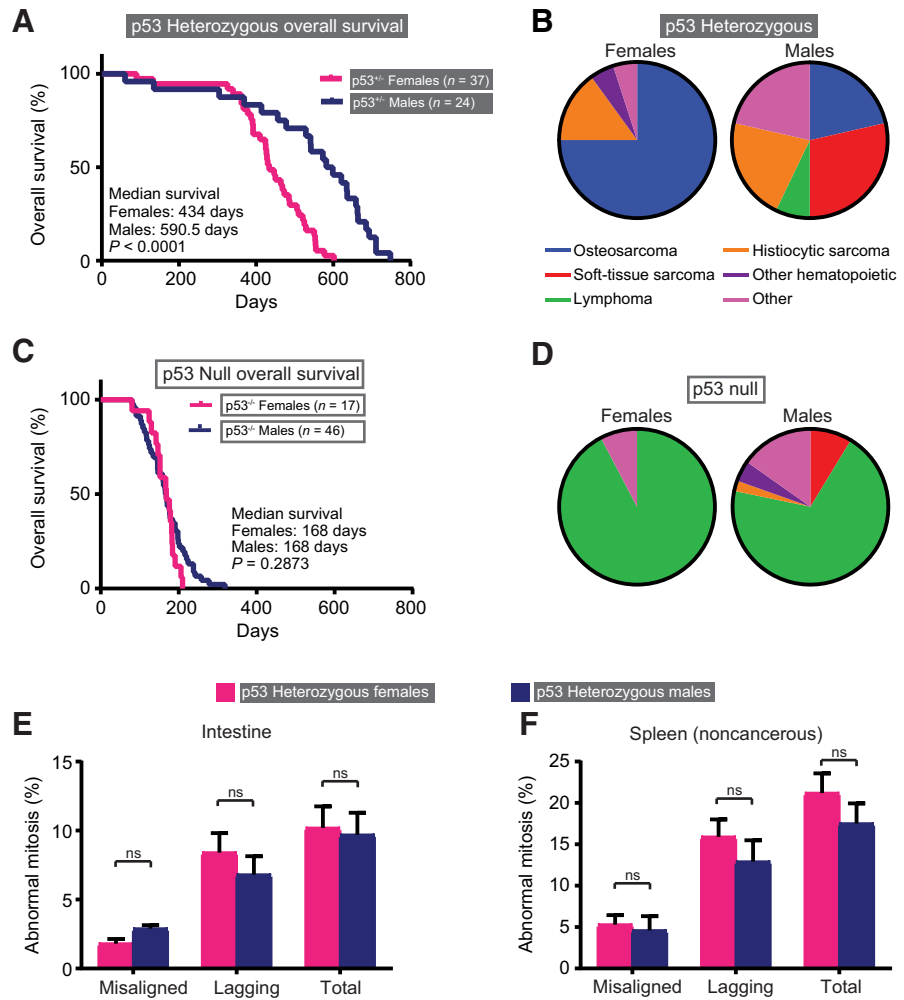 A
p53 Heterozygous overall survival
Overall survival (%)
100
50
0
0 200 400 600 800
Days
p53+/- Females (n = 37)
p53+/- Males (n = 24)
Median survival
Females: 434 days
Males: 590.5 days
P < 0.0001
B
p53 Heterozygous
Females Males
Osteosarcoma
Soft-tissue sarcoma
Lymphoma
Histiocytic sarcoma
Other hematopoietic
Other
C
p53 Null overall survival
Overall survival (%)
100
50
0
0 200 400 600 800
Days
p53-/- Females (n = 17)
p53-/- Males (n = 46)
Median survival
Females: 168 days
Males: 168 days
P = 0.2873
D
p53 null
Females Males
p53 Heterozygous females
p53 Heterozygous males
E
Intestine
Abnormal mitosis (%)
15
10
5
0
ns
ns
ns
Misaligned Lagging Total
F
Spleen (noncancerous)
Abnormal mitosis (%)
25
20
15
10
5
0
ns
ns
ns
Misaligned Lagging Total